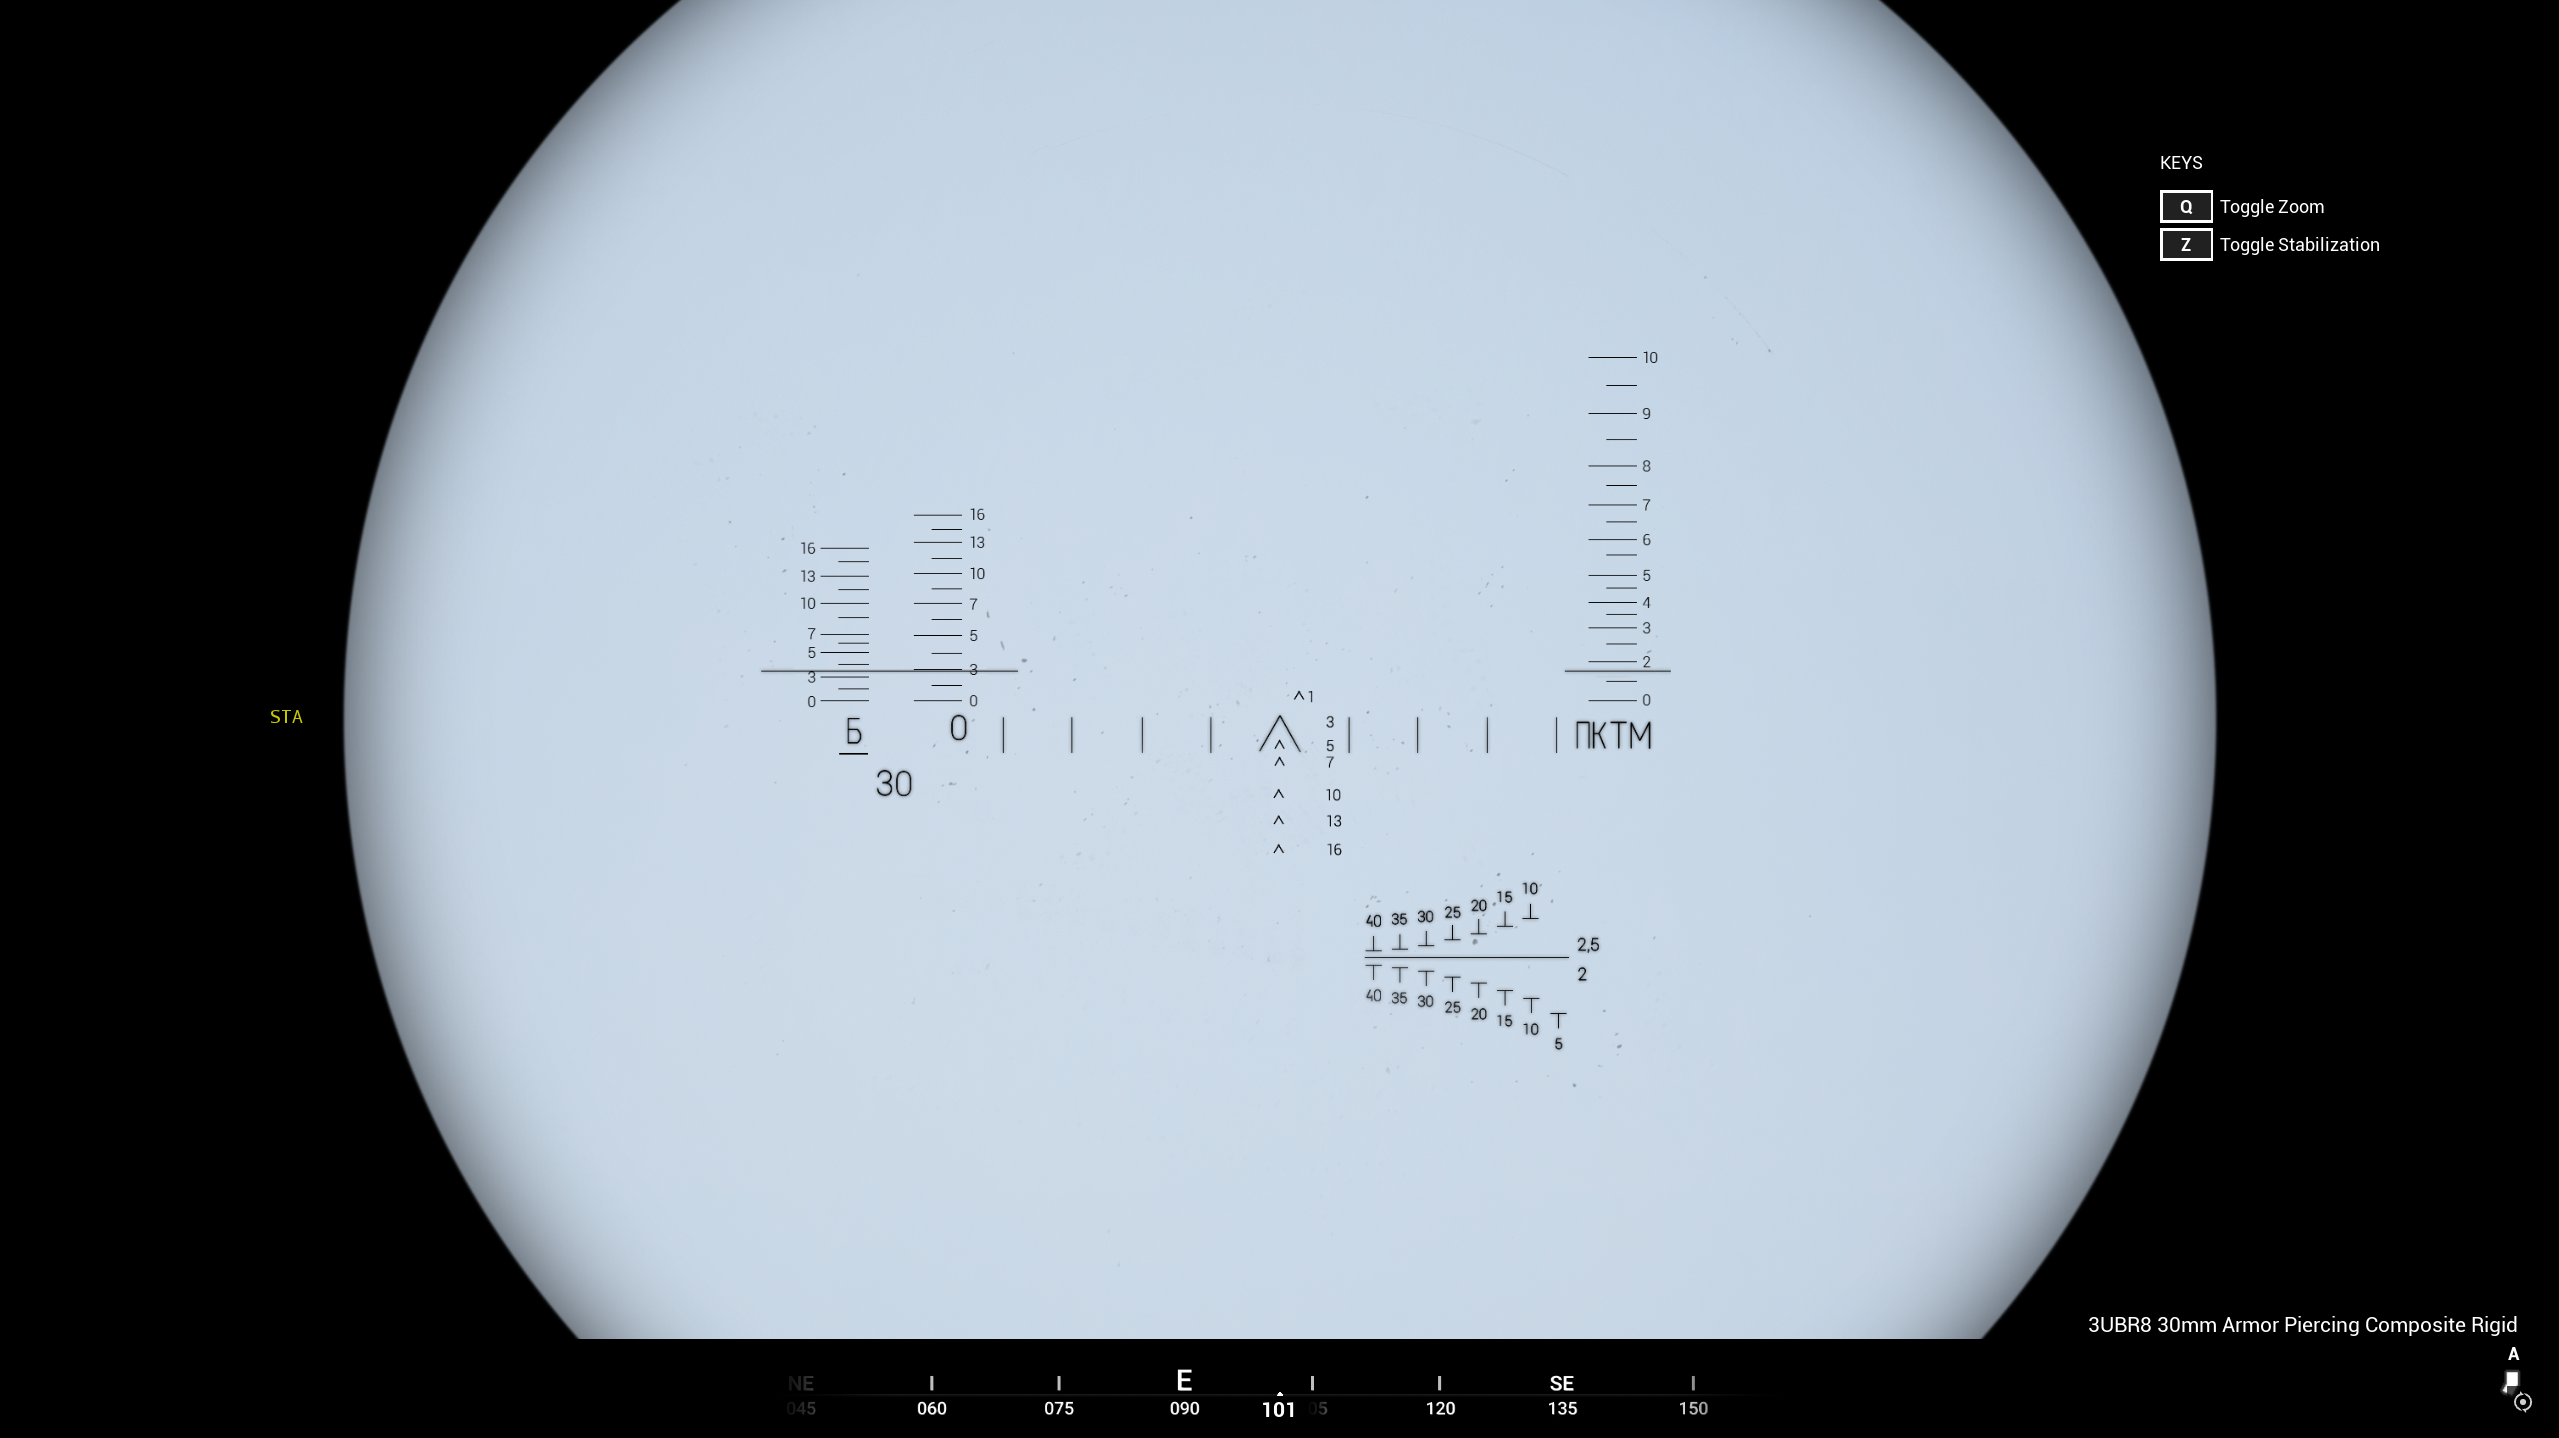 KEYS
Q Toggle Zoom
Z Toggle Stabilization
10
9
8
7
6
5
4
3
2
0
16
13
10
7
5
3
0
16
13
10
7
5
3
0
STA
Б
О
ПКТМ
30
1
3
5
7
10
13
16
40 35 30 25 20 15 10
2,5
2
40 35 30 25 20 15 10 5
3UBR8 30mm Armor Piercing Composite Rigid
A
NE E SE
045 060 075 090 101 05 120 135 150